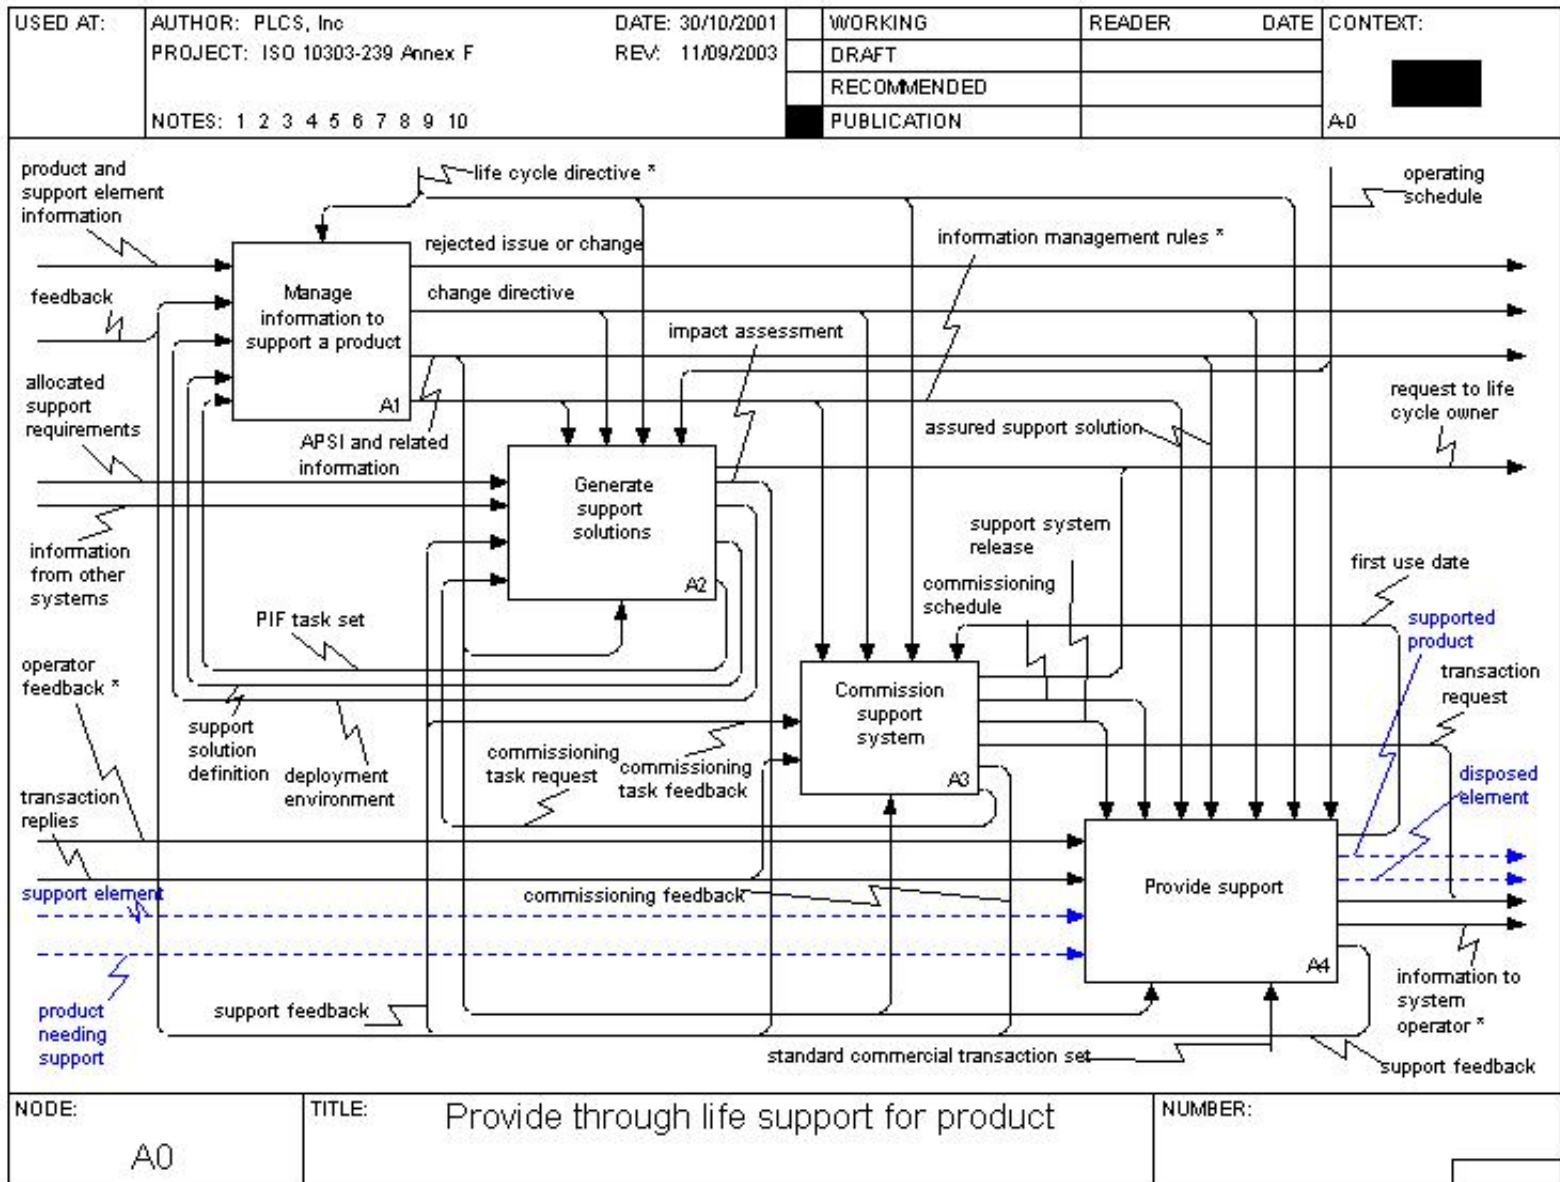 USED AT:
AUTHOR: PLCS, Inc
DATE: 30/10/2001
PROJECT: ISO 10303-239 Annex F
REV: 11/09/2003
NOTES: 1 2 3 4 5 6 7 8 9 10
WORKING
DRAFT
RECOMMENDED
PUBLICATION
READER
DATE
CONTEXT:
A-0
product and
support element
information
life cycle directive *
operating
schedule
rejected issue or change
information management rules *
feedback
Manage
information to
support a product
A1
change directive
impact assessment
allocated
support
requirements
APSI and related
information
assured support solution
request to life
cycle owner
Generate
support
solutions
A2
information
from other
systems
support system
release
commissioning
schedule
first use date
PIF task set
supported
product
operator
feedback *
Commission
support
system
A3
transaction
request
support
solution
definition
deployment
environment
commissioning
task request
commissioning
task feedback
disposed
element
transaction
replies
support element
commissioning feedback
Provide support
A4
product
needing
support
support feedback
information to
system
operator *
standard commercial transaction set
support feedback
NODE:
A0
TITLE:
Provide through life support for product
NUMBER: